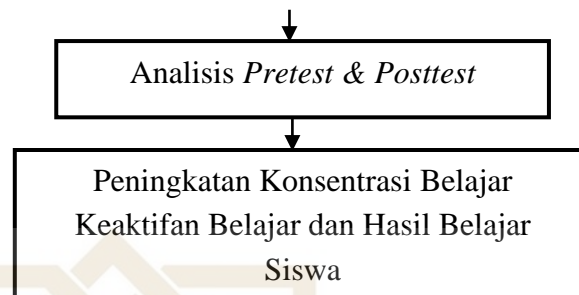 Analisis Pretest & Posttest
Peningkatan Konsentrasi Belajar
Keaktifan Belajar dan Hasil Belajar
Siswa